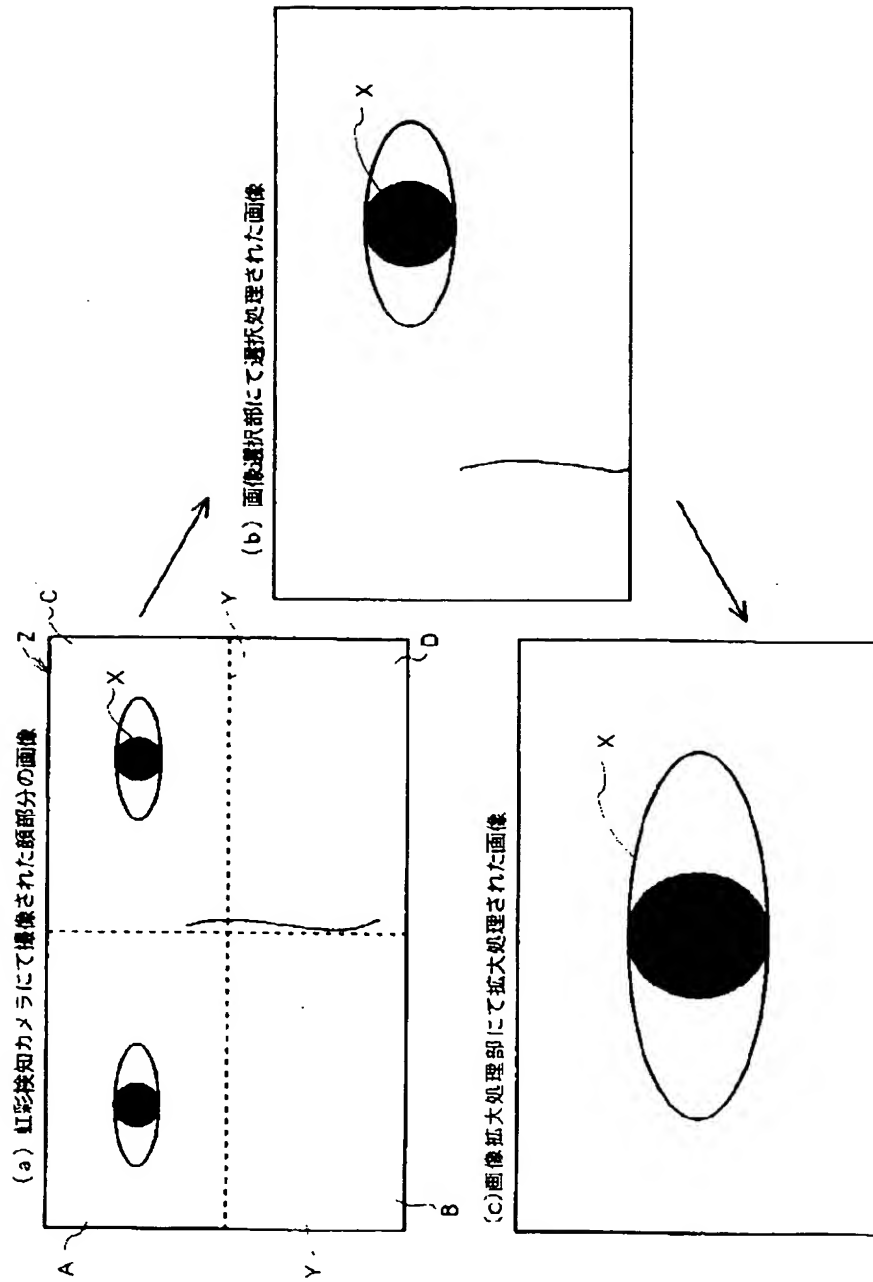 (a) 虹彩検知カメラにて撮像された顔部分の画像
Z
C
X
Y
D
A
B
Y
(b) 画像選択部にて選択処理された画像
X
(c)画像拡大処理部にて拡大処理された画像
X